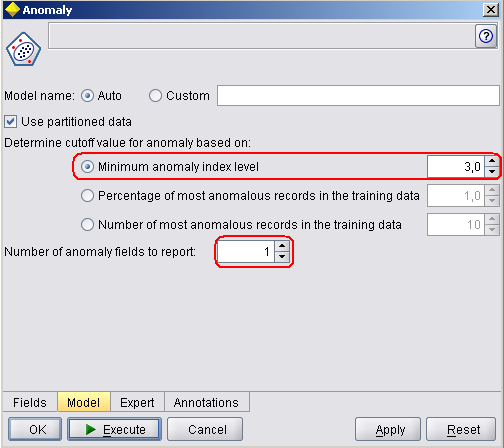 Anomaly
?
Model name: Auto Custom
Use partitioned data
Determine cutoff value for anomaly based on:
Minimum anomaly index level 3,0
Percentage of most anomalous records in the training data 1,0
Number of most anomalous records in the training data 10
Number of anomaly fields to report: 1
Fields Model Expert Annotations
OK Execute Cancel Apply Reset